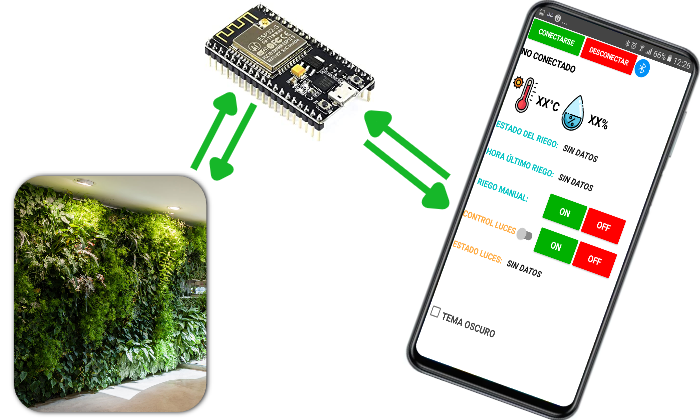 66% 12:26
CONECTARSE
DESCONECTAR
NO CONECTADO
XX°C
XX%
ESTADO DEL RIEGO: SIN DATOS
HORA ÚLTIMO RIEGO: SIN DATOS
RIEGO MANUAL: ON OFF
CONTROL LUCES ON OFF
ESTADO LUCES: SIN DATOS
TEMA OSCURO